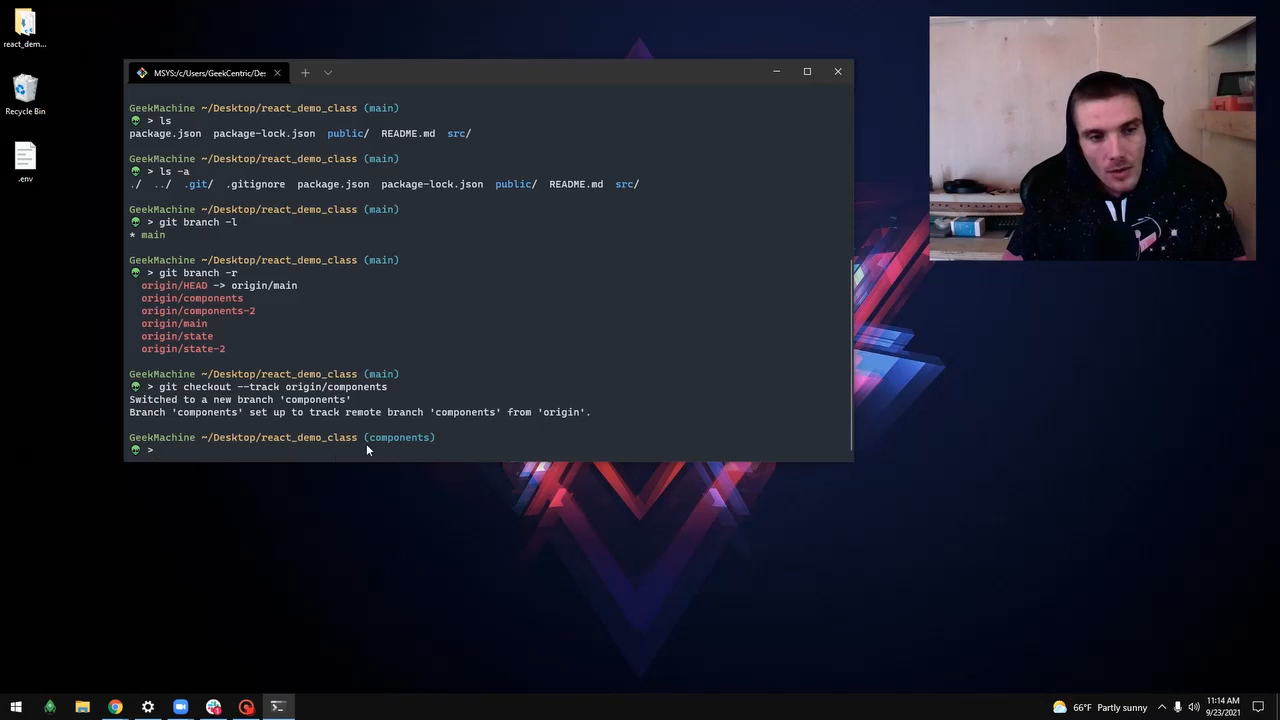 react_dem...
Recycle Bin
.env
MSYS:/c/Users/GeekCentric/Des
GeekMachine ~/Desktop/react_demo_class (main)
> ls
package.json package-lock.json public/ README.md src/
GeekMachine ~/Desktop/react_demo_class (main)
> ls -a
./ ../ .git/ .gitignore package.json package-lock.json public/ README.md src/
GeekMachine ~/Desktop/react_demo_class (main)
> git branch -l
* main
GeekMachine ~/Desktop/react_demo_class (main)
> git branch -r
origin/HEAD -> origin/main
origin/components
origin/components-2
origin/main
origin/state
origin/state-2
GeekMachine ~/Desktop/react_demo_class (main)
> git checkout --track origin/components
Switched to a new branch 'components'
Branch 'components' set up to track remote branch 'components' from 'origin'.
GeekMachine ~/Desktop/react_demo_class (components)
>
66°F Partly sunny
11:14 AM
9/23/2021